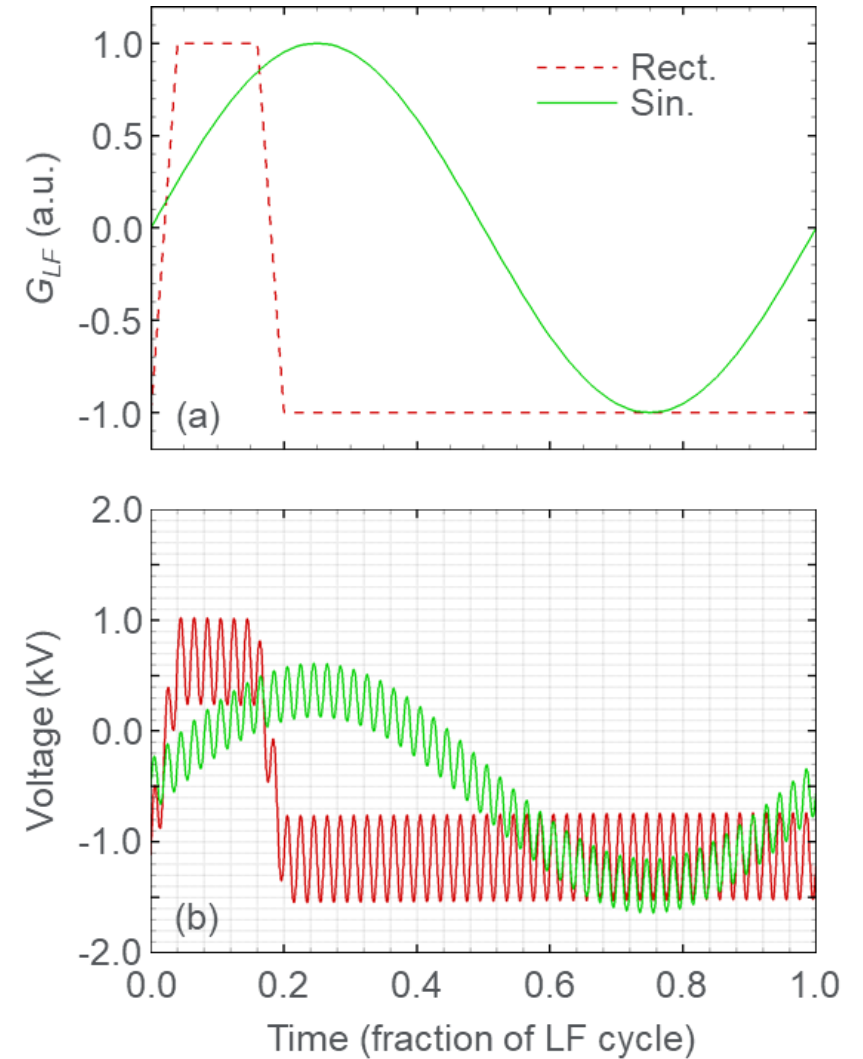 1.0
0.5
0.0
-0.5
-1.0
G_LF (a.u.)
Rect.
Sin.
(a)
2.0
1.0
0.0
-1.0
-2.0
Voltage (kV)
(b)
0.0 0.2 0.4 0.6 0.8 1.0
Time (fraction of LF cycle)